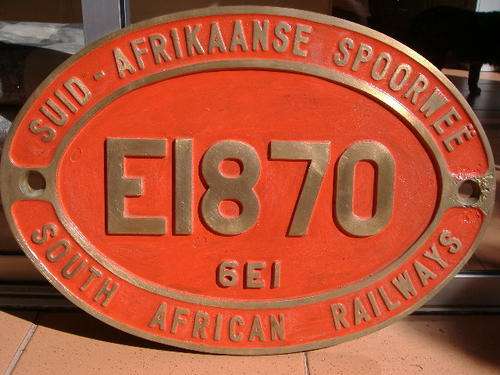 SUID-AFRIKAANSE SPOORWEË
E1870
6E1
SOUTH AFRICAN RAILWAYS